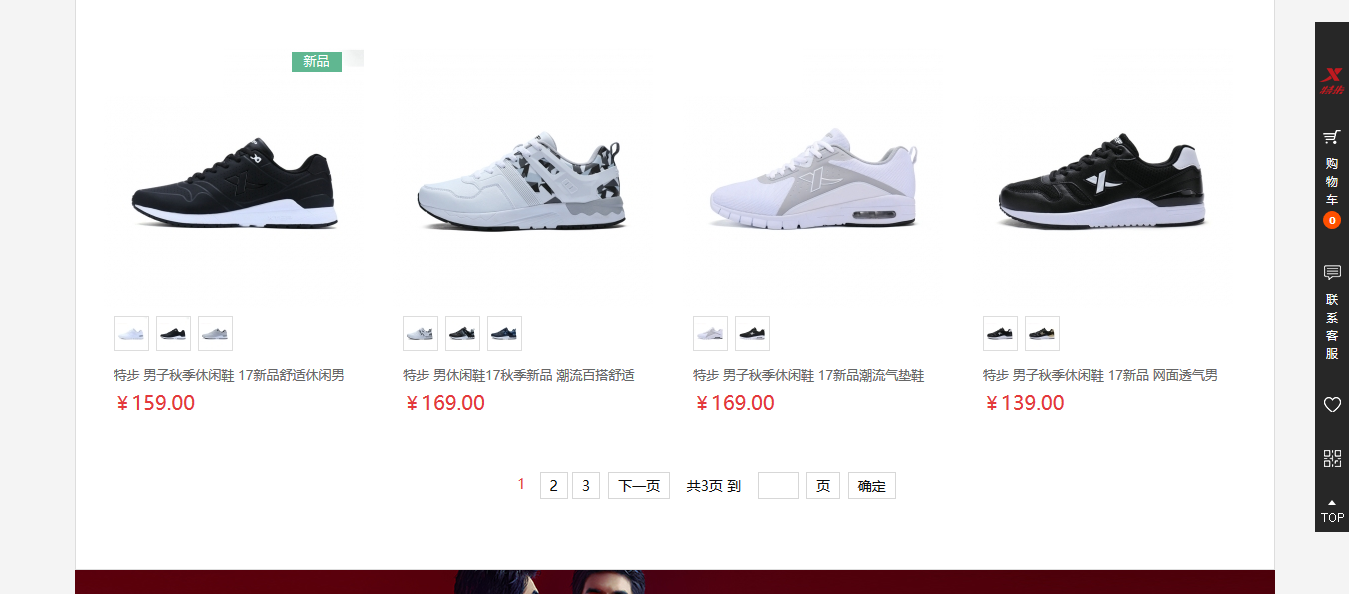 新品
特步 男子秋季休闲鞋 17新品舒适休闲男
¥159.00
特步 男休闲鞋17秋季新品 潮流百搭舒适
¥169.00
特步 男子秋季休闲鞋 17新品潮流气垫鞋
¥169.00
特步 男子秋季休闲鞋 17新品 网面透气男
¥139.00
1 2 3 下一页 共3页 到 页 确定
特步
购
物
车
0
联
系
客
服
TOP